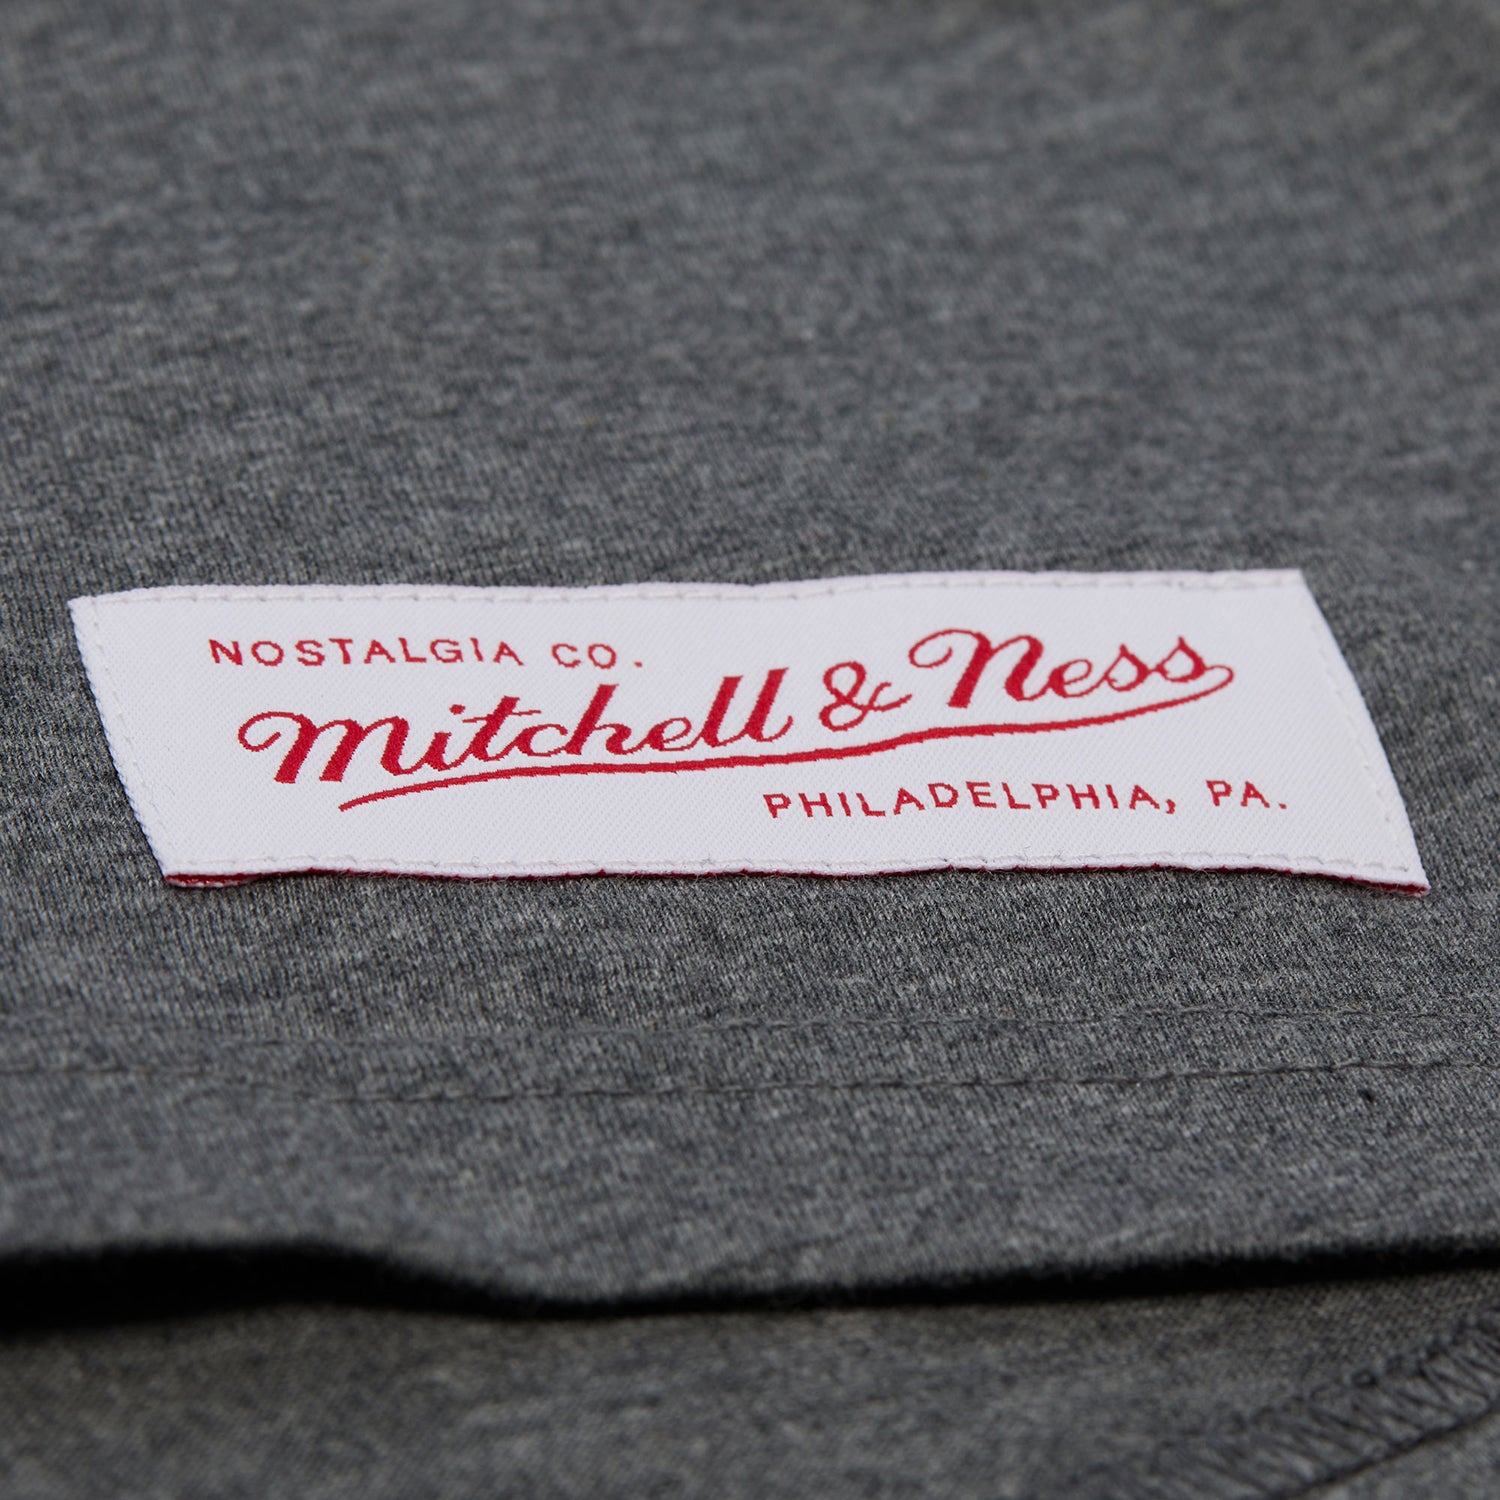 NOSTALGIA CO.
Mitchell & Ness
PHILADELPHIA, PA.